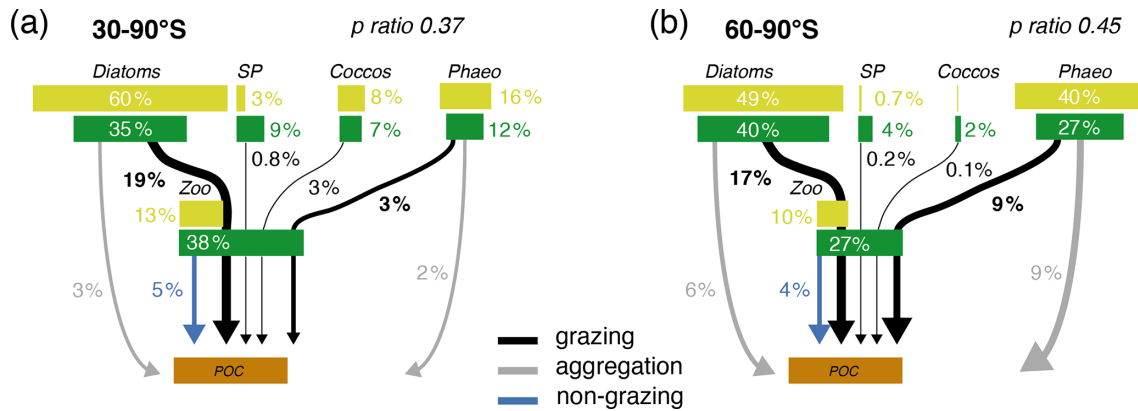 (a) 30-90°S p ratio 0.37
Diatoms SP Coccos Phaeo
60% 3% 8% 16%
35% 9% 7% 12%
0.8%
19% 3% 3%
Zoo
13%
38%
3% 5% 2%
POC
(b) 60-90°S p ratio 0.45
Diatoms SP Coccos Phaeo
49% 0.7% 40%
40% 4% 2% 27%
0.2% 0.1%
17% 9%
Zoo
10%
27%
6% 4% 9%
POC
grazing
aggregation
non-grazing